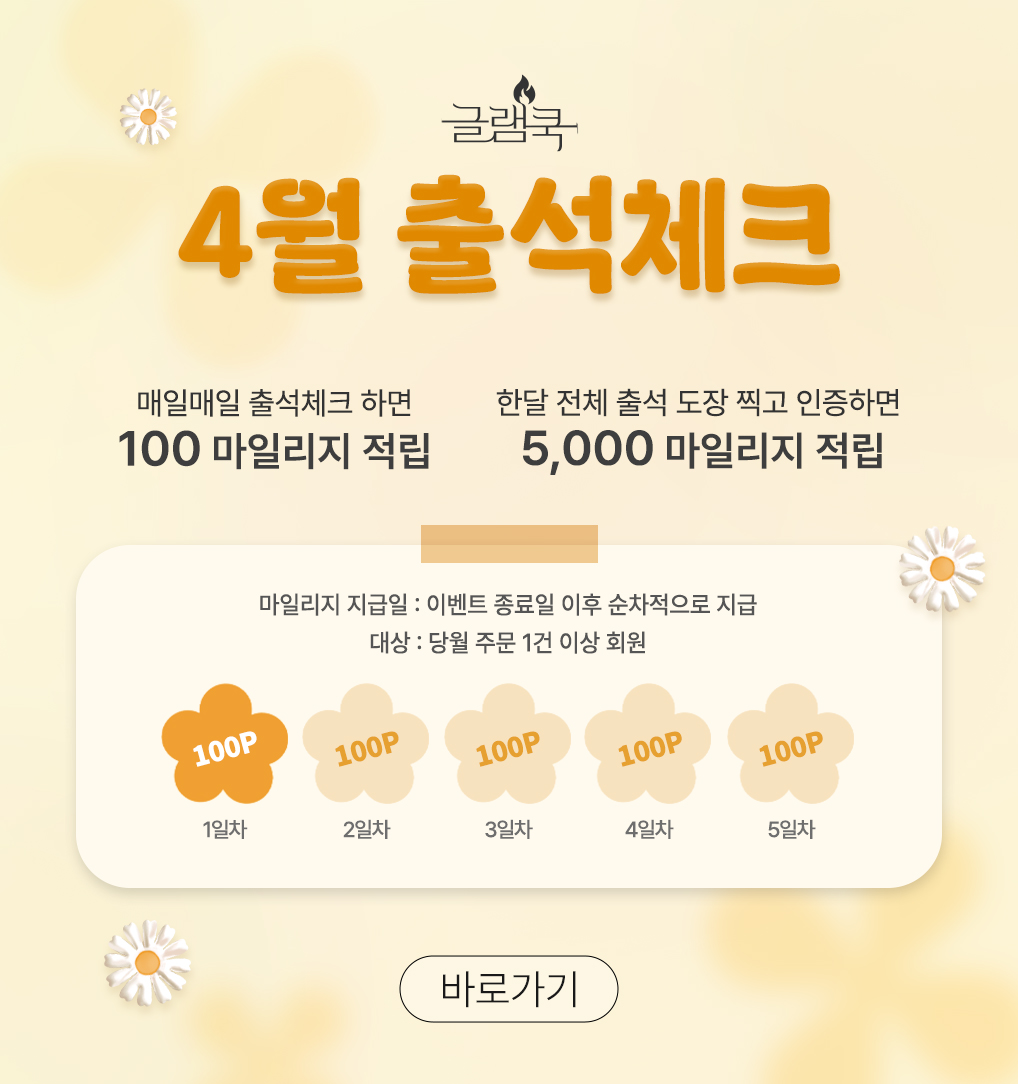 글램쿡
4월 출석체크
매일매일 출석체크 하면
100 마일리지 적립
한달 전체 출석 도장 찍고 인증하면
5,000 마일리지 적립
마일리지 지급일 : 이벤트 종료일 이후 순차적으로 지급
대상 : 당월 주문 1건 이상 회원
100P 100P 100P 100P 100P
1일차 2일차 3일차 4일차 5일차
바로가기